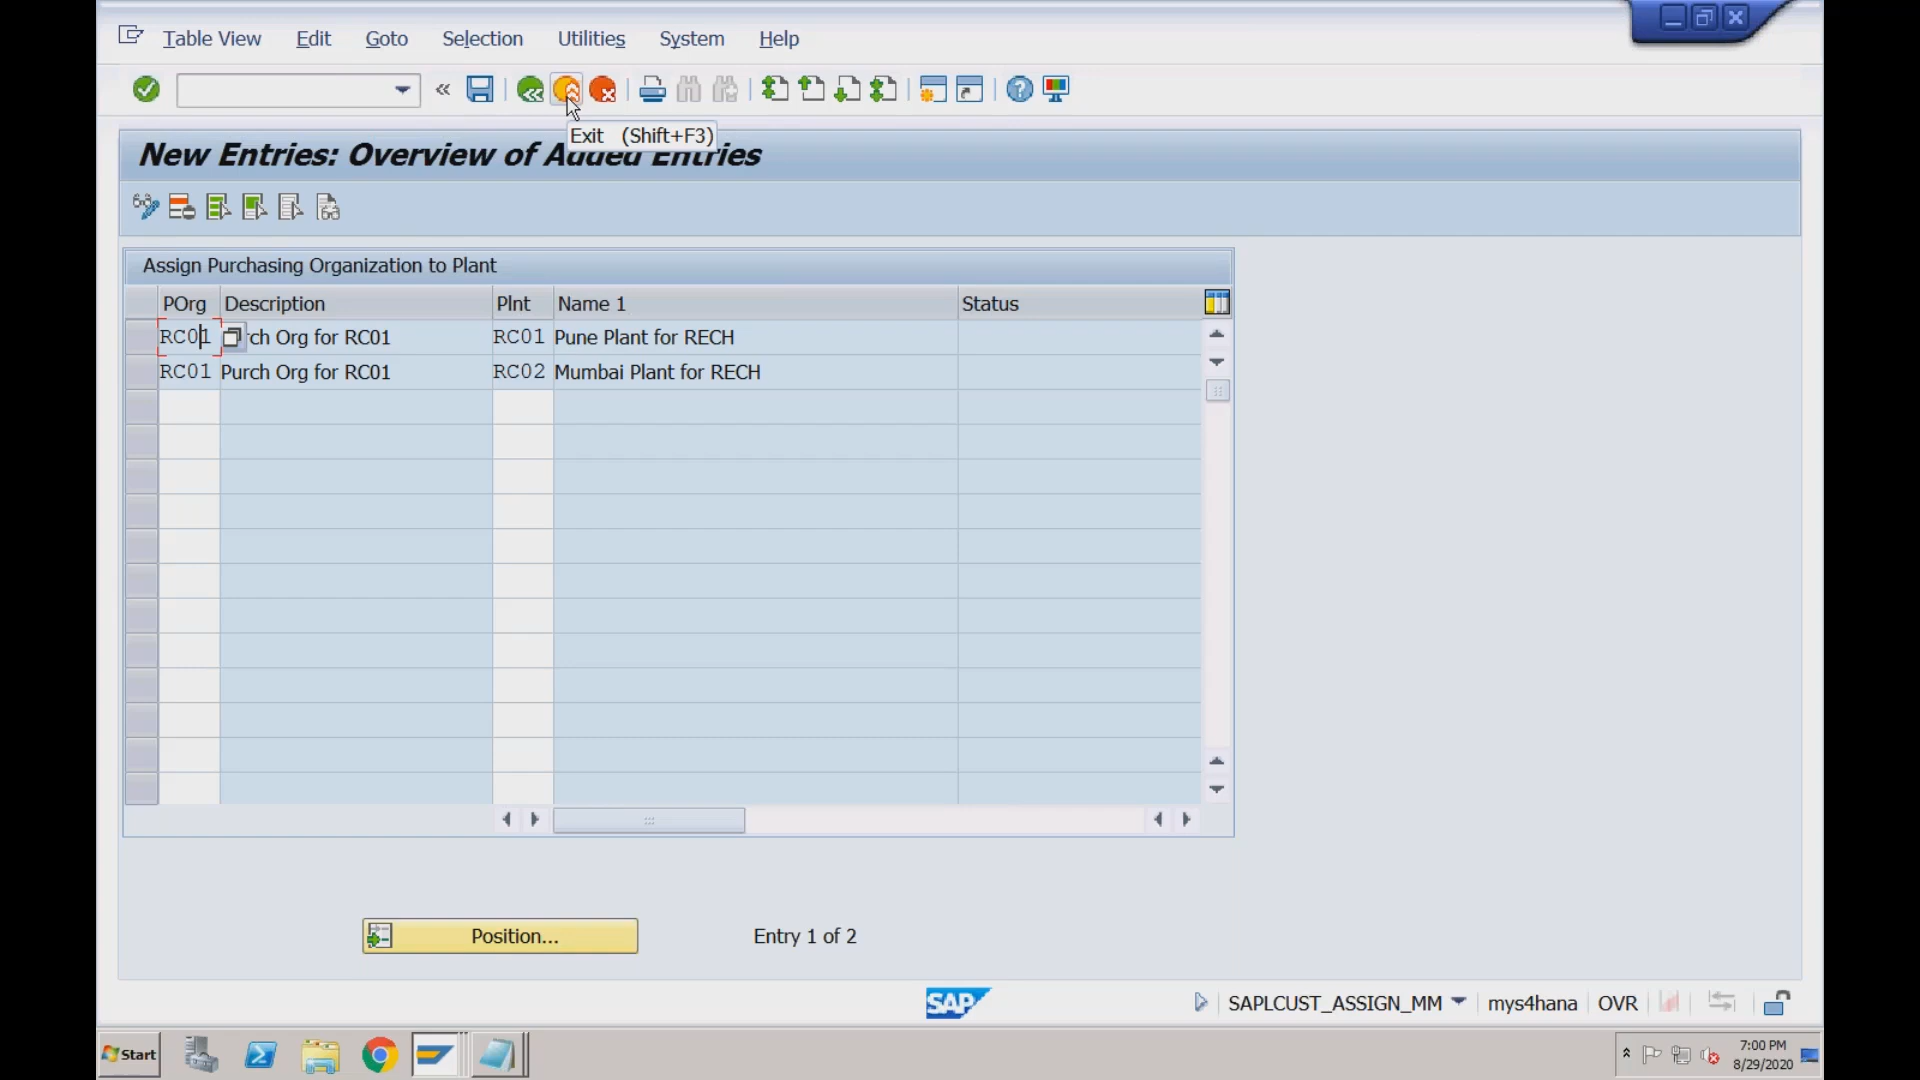 Table View Edit Goto Selection Utilities System Help
Exit (Shift+F3)
New Entries: Overview of Added Entries
Assign Purchasing Organization to Plant
POrg Description Plnt Name 1 Status
RC01 rch Org for RC01 RC01 Pune Plant for RECH
RC01 Purch Org for RC01 RC02 Mumbai Plant for RECH
Position... Entry 1 of 2
SAP SAPLCUST_ASSIGN_MM mys4hana OVR
Start 7:00 PM
8/29/2020